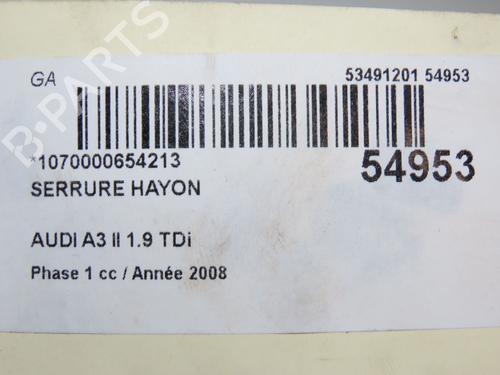 GA
53491201 54953
*1070000654213
54953
SERRURE HAYON
AUDI A3 II 1.9 TDi
Phase 1 cc / Année 2008
B-PARTS